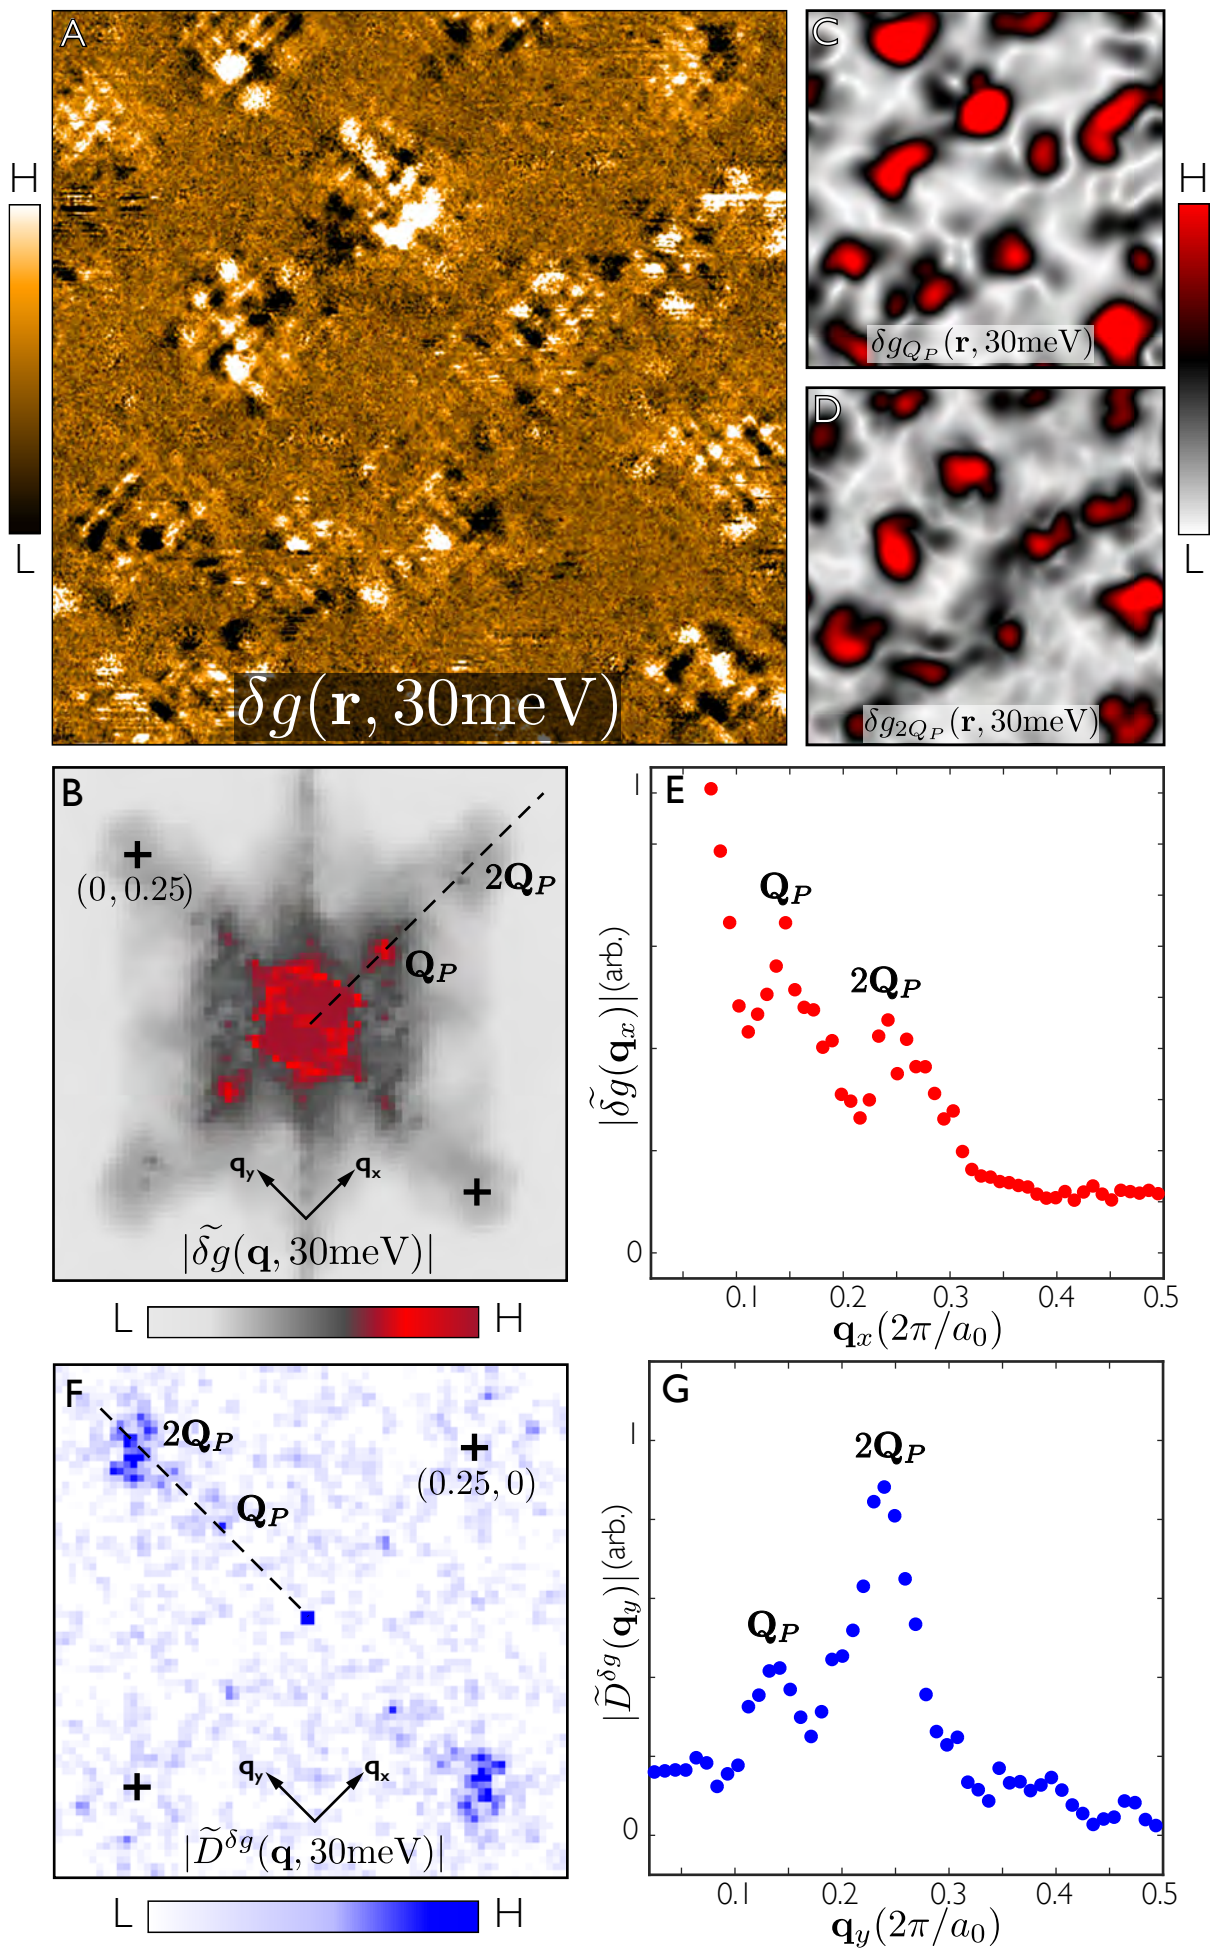 A
H
L
δg(r, 30meV)
C
δg_{Q_P}(r, 30meV)
D
δg_{2Q_P}(r, 30meV)
H
L
B
(0, 0.25)
2Q_P
Q_P
q_y q_x
|δ̃g(q, 30meV)|
L H
E
Q_P
2Q_P
1
0
|δ̃g(q_x)| (arb.)
0.1 0.2 0.3 0.4 0.5
q_x(2π/a_0)
F
2Q_P
(0.25, 0)
Q_P
q_y q_x
|D̃^{δg}(q, 30meV)|
L H
G
2Q_P
Q_P
1
0
|D̃^{δg}(q_y)| (arb.)
0.1 0.2 0.3 0.4 0.5
q_y(2π/a_0)